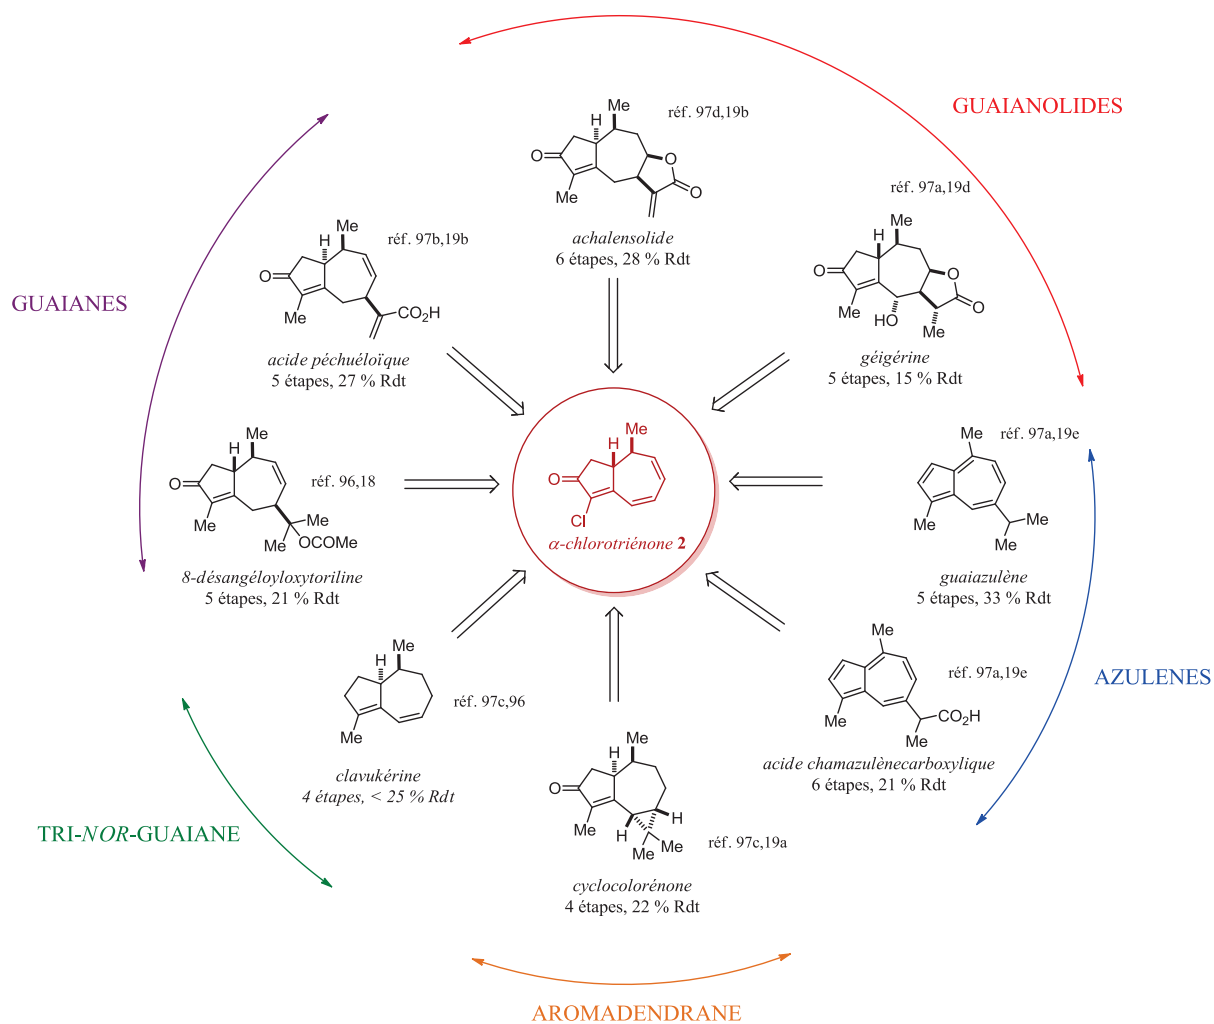 GUAIANOLIDES
réf. 97d,19b
Me
H
O
Me
O
O
achalensolide
6 étapes, 28 % Rdt
réf. 97a,19d
Me
H
O
Me
HO
O
O
Me
géigérine
5 étapes, 15 % Rdt
GUAIANES
réf. 97b,19b
Me
H
O
Me
CO2H
acide péchuéloïque
5 étapes, 27 % Rdt
Me
H
O
Cl
α-chlorotriénone 2
réf. 97a,19e
Me
Me
Me
Me
guaiazulène
5 étapes, 33 % Rdt
réf. 96,18
Me
H
O
Me
Me
Me
OCOMe
8-désangéloyloxytoriline
5 étapes, 21 % Rdt
AZULENES
réf. 97a,19e
Me
Me
CO2H
Me
acide chamazulènecarboxylique
6 étapes, 21 % Rdt
réf. 97c,96
Me
H
Me
clavukérine
4 étapes, < 25 % Rdt
TRI-NOR-GUAIANE
Me
H
O
Me
H
H
Me
Me
réf. 97c,19a
cyclocolorénone
4 étapes, 22 % Rdt
AROMADENDRANE